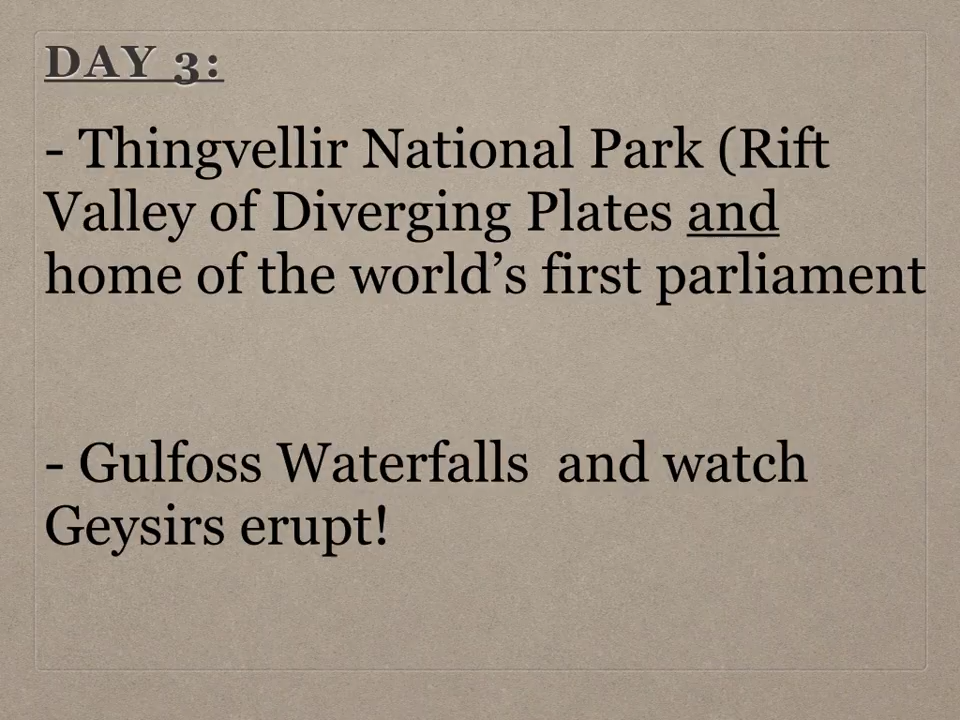 DAY 3:
- Thingvellir National Park (Rift
Valley of Diverging Plates and
home of the world’s first parliament
- Gulfoss Waterfalls  and watch
Geysirs erupt!